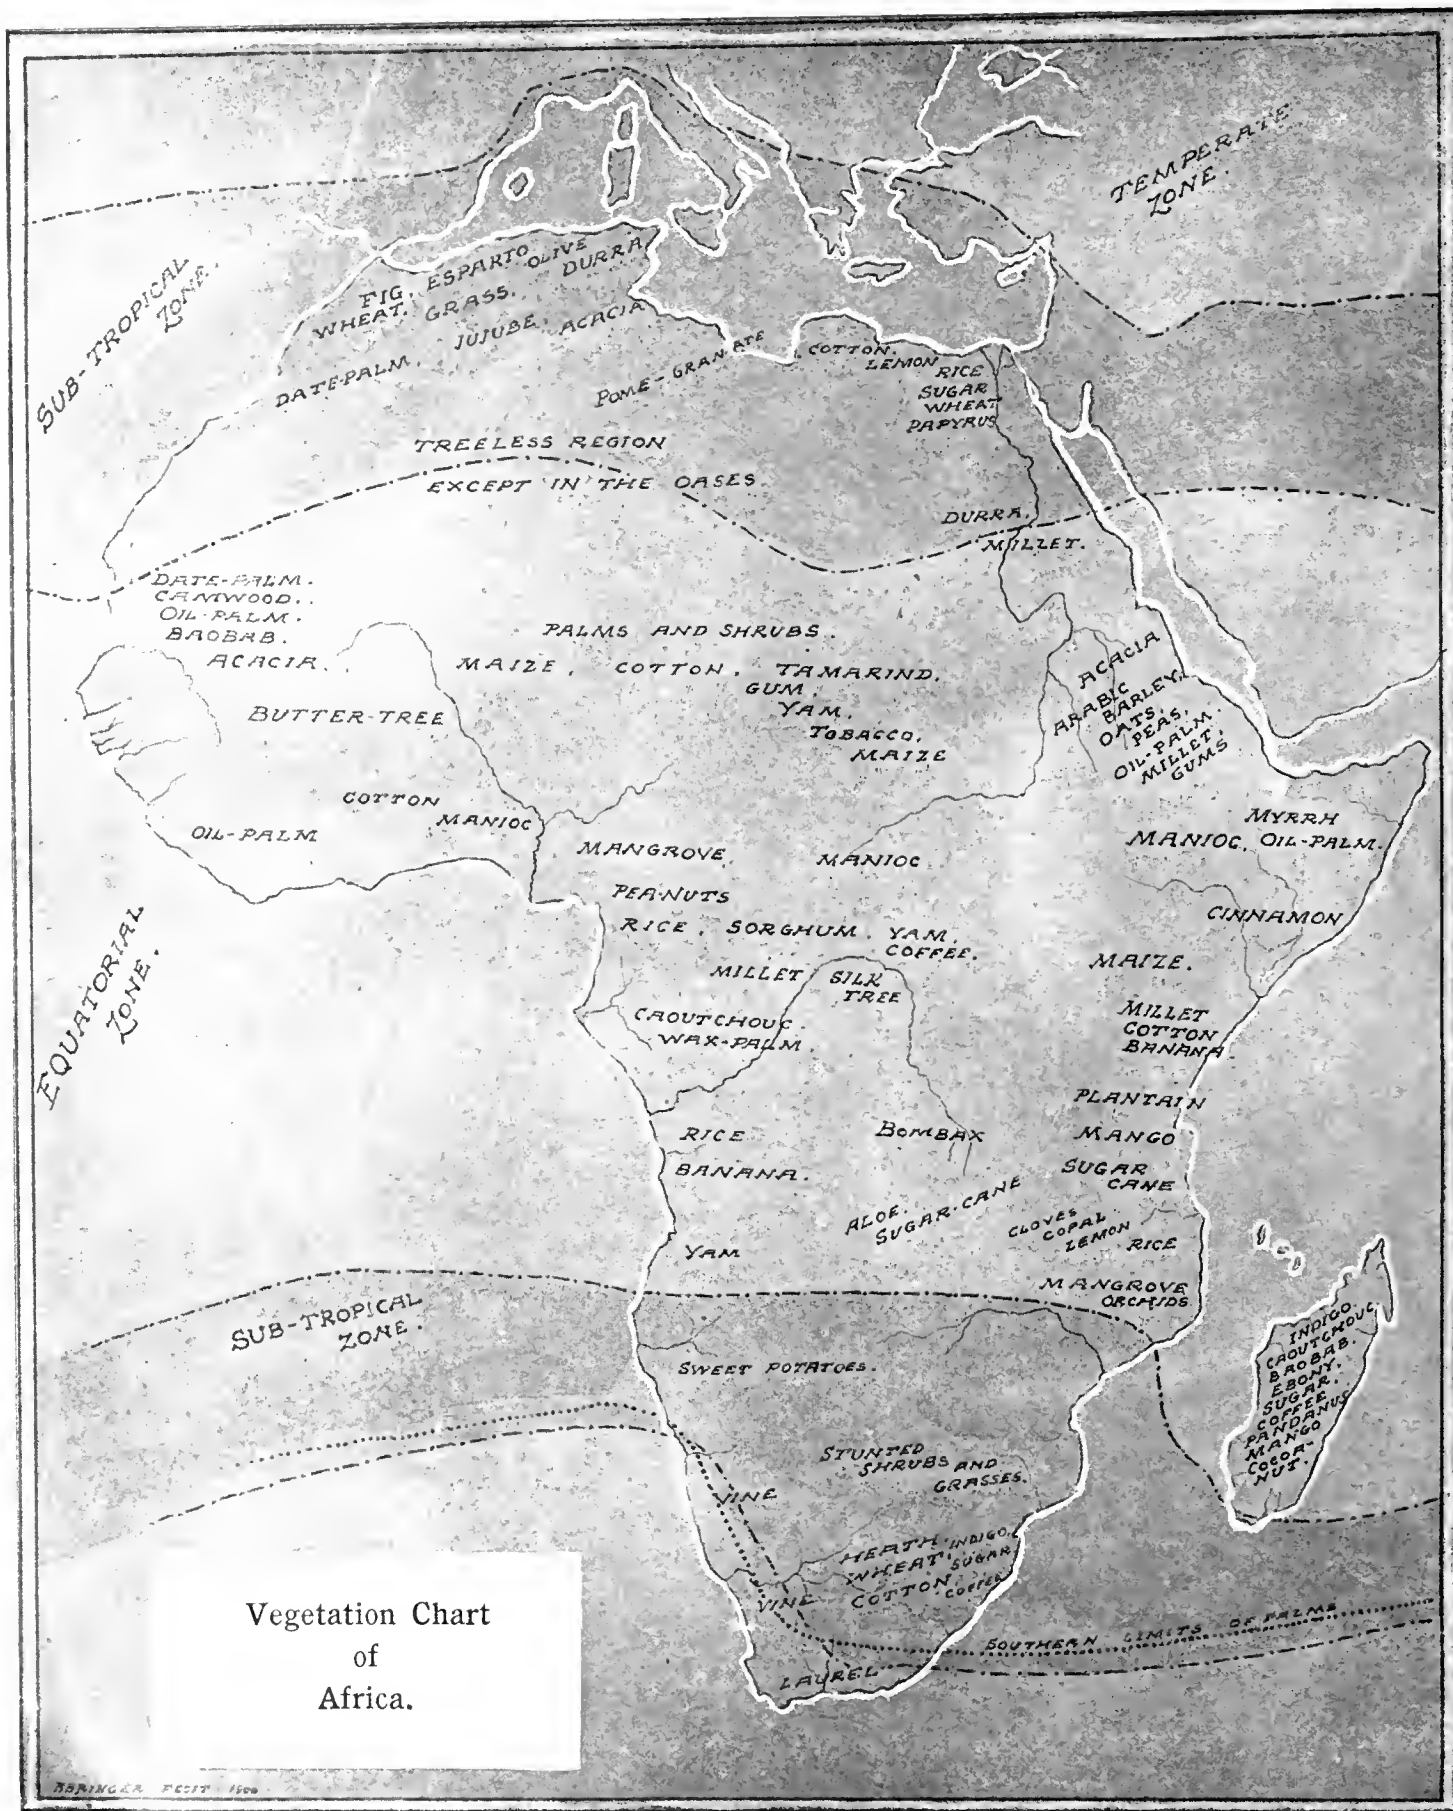 TEMPERATE
ZONE.
SUB-TROPICAL
ZONE.
FIG. ESPARTO OLIVE
WHEAT. GRASS. DURRA
DATE-PALM. JUJUBE. ACACIA
POME-GRANATE
COTTON.
LEMON
RICE
SUGAR
WHEAT
PAPYRUS
TREELESS REGION
EXCEPT IN THE OASES.
DURRA.
MILLET.
DATE-PALM.
CAMWOOD.
OIL-PALM.
BAOBAB.
ACACIA.
PALMS AND SHRUBS.
MAIZE, COTTON, TAMARIND,
GUM,
YAM,
TOBACCO,
MAIZE
ACACIA
ARABIC
BARLEY,
OATS,
PEAS,
OIL-PALM.
MILLET,
GUMS
BUTTER-TREE
COTTON
MANIOC
OIL-PALM
MANGROVE
MANIOC
MYRRH
MANIOC, OIL-PALM.
PEA-NUTS
RICE, SORGHUM. YAM,
COFFEE.
CINNAMON
EQUATORIAL
ZONE.
MILLET
SILK
TREE
MAIZE.
CAOUTCHOUC.
WAX-PALM.
MILLET
COTTON
BANANA
PLANTAIN
RICE
BOMBAX
MANGO
BANANA.
SUGAR
CANE
ALOE.
SUGAR-CANE
CLOVES
COPAL
LEMON
RICE
YAM
MANGROVE
ORCHIDS
SUB-TROPICAL
ZONE.
SWEET POTATOES.
INDIGO
CAOUTCHOUC
BAOBAB.
EBONY,
SUGAR.
COFFEE
PANDANUS
MANGO
COCOA-
NUT.
STUNTED
SHRUBS AND
GRASSES.
VINE
HEATH. INDIGO,
WHEAT, SUGAR
COTTON, COFFEE
VINE
SOUTHERN LIMITS OF PALMS
LAUREL
Vegetation Chart
of
Africa.
FECIT